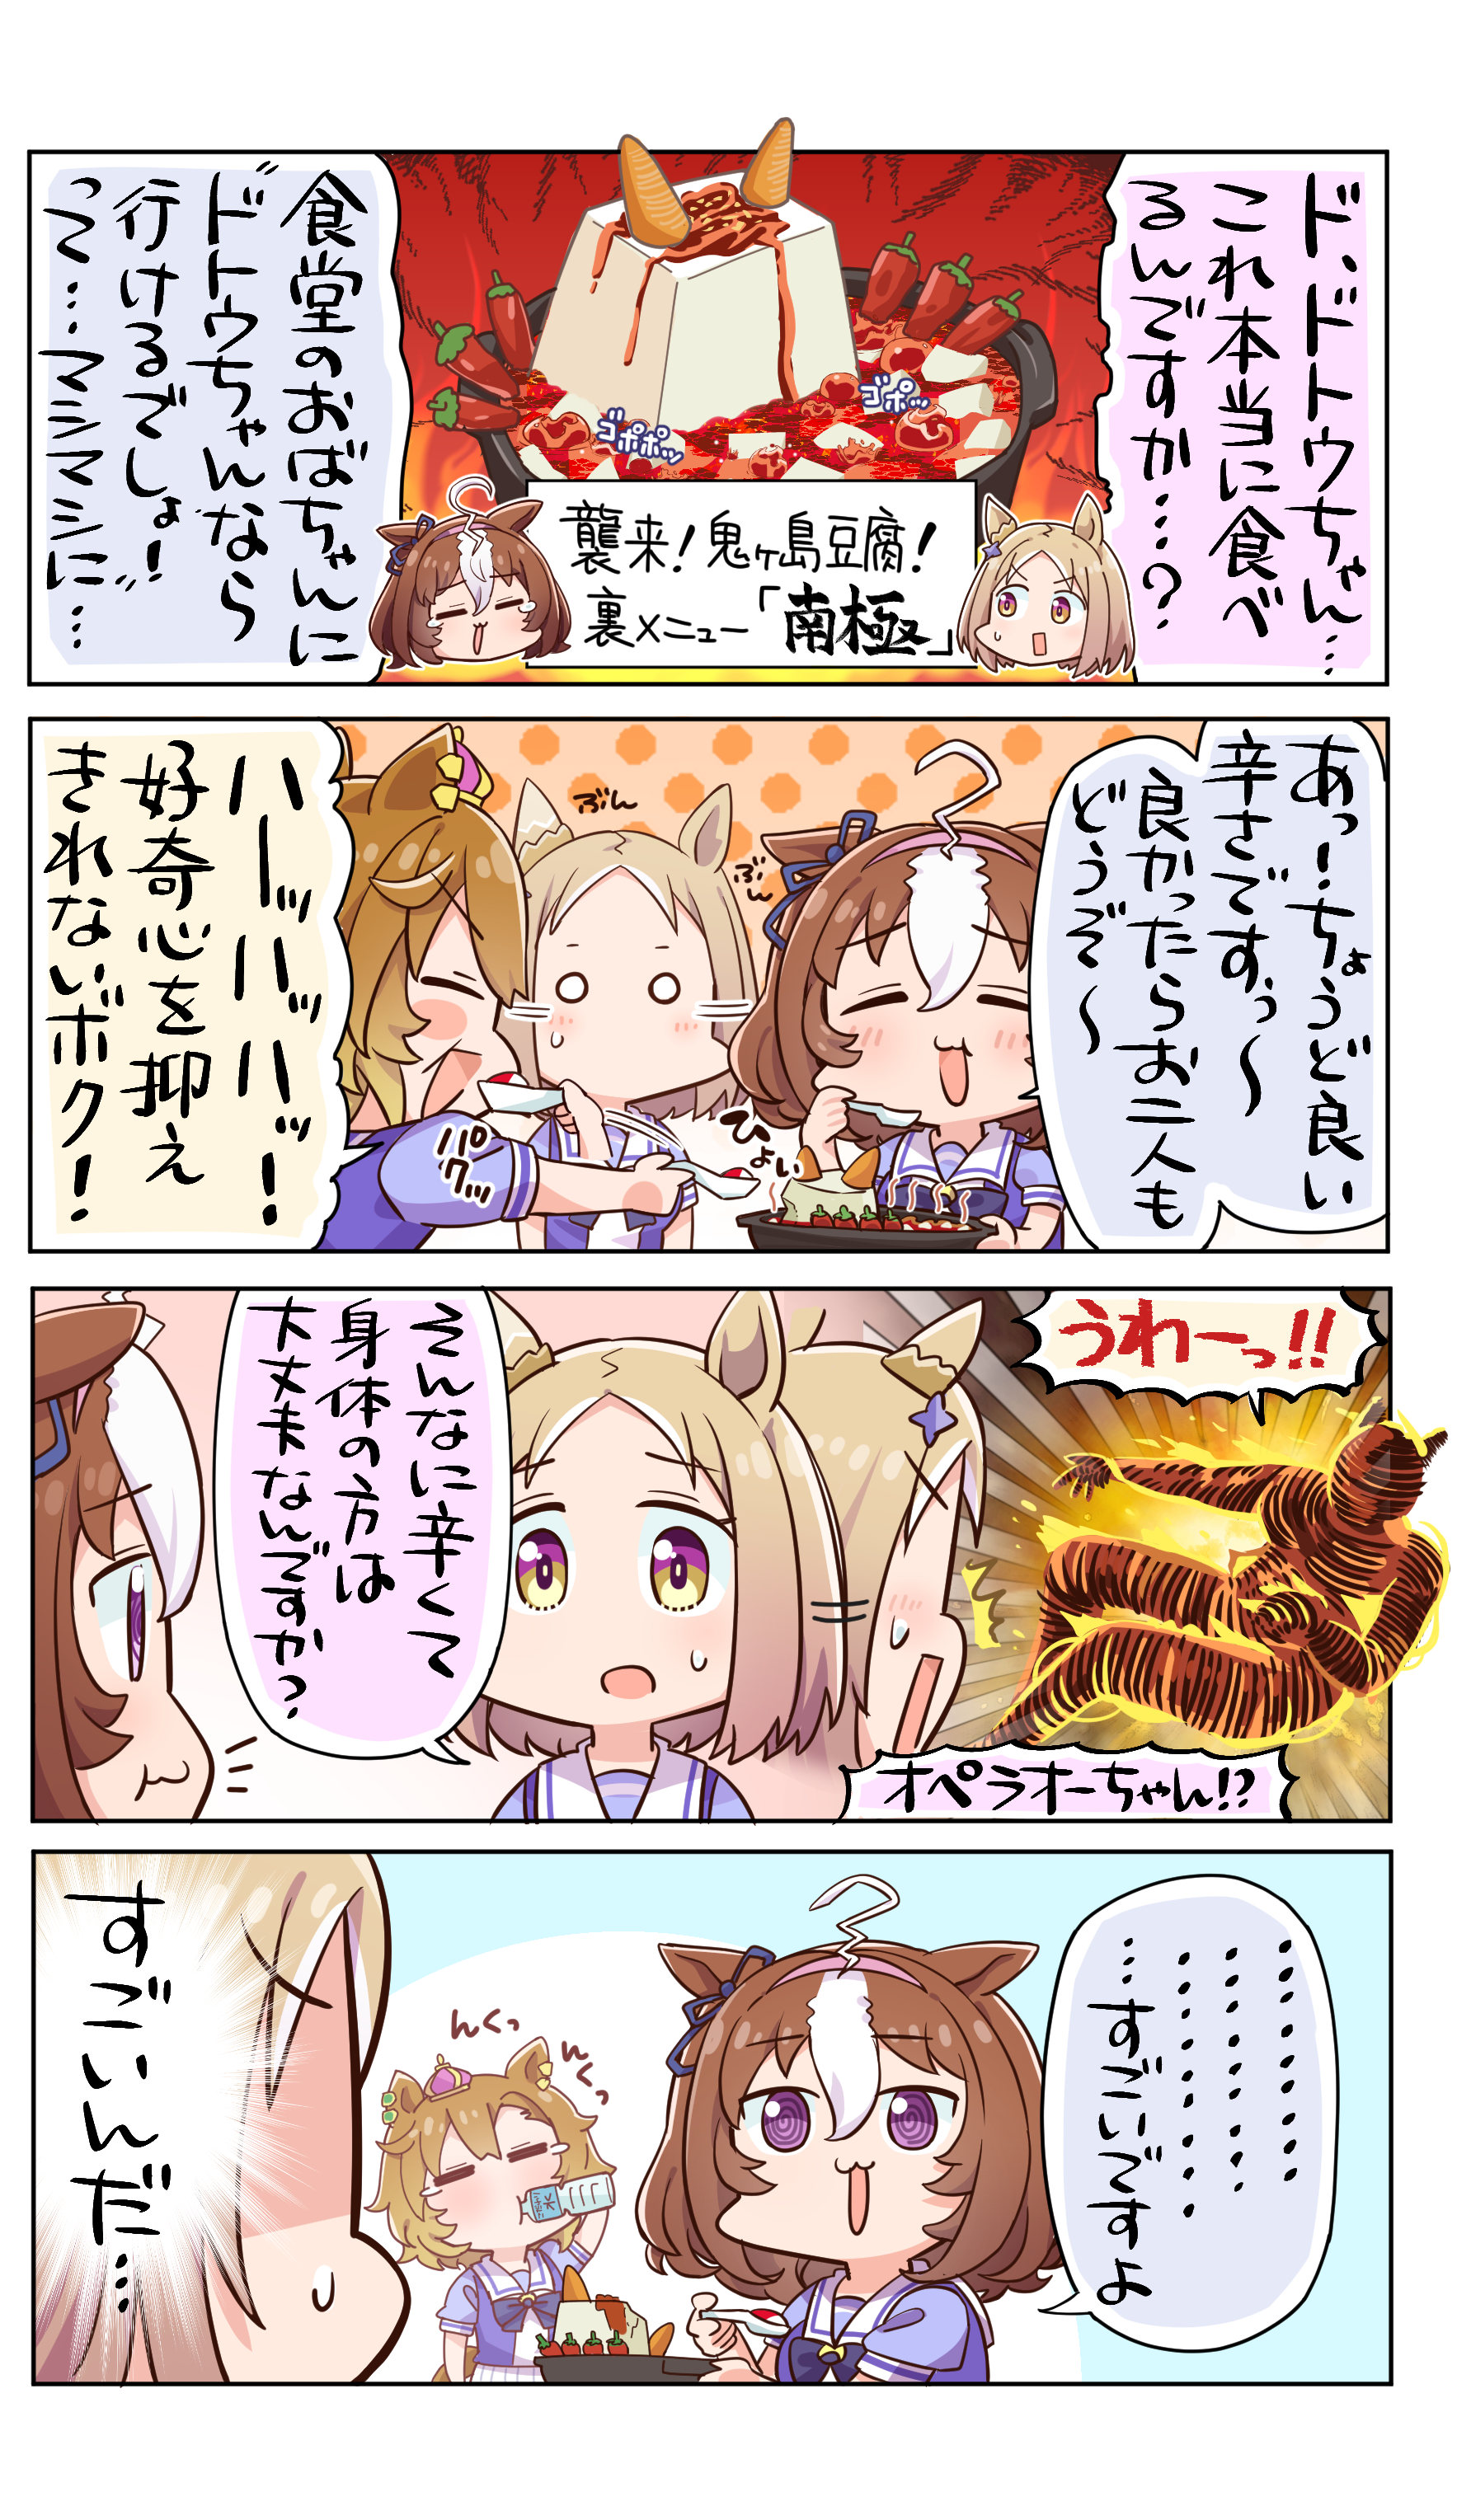 ド、ドトウちゃん……
これ本当に食べ
るんですか……?
ゴポッ
ゴポポッ
襲来!鬼ヶ島豆腐!
裏メニュー「南極」
食堂のおばちゃんに
ドトウちゃんなら
行けるでしょ!
って…マシマシに……
あっ!ちょうど良い
辛さですぅ〜
良かったらお二人も
どうぞ〜
ぶん
ぶん
ひょい
パクッ
ハーッハッハッ!
好奇心を抑え
きれないボク!
うわーっ!!
オペラオーちゃん!?
そんなに辛くて
身体の方は
大丈夫なんですか?
……………
……………
……………
…すごいですよ
んくっ
んくっ
水
すごいんだ…